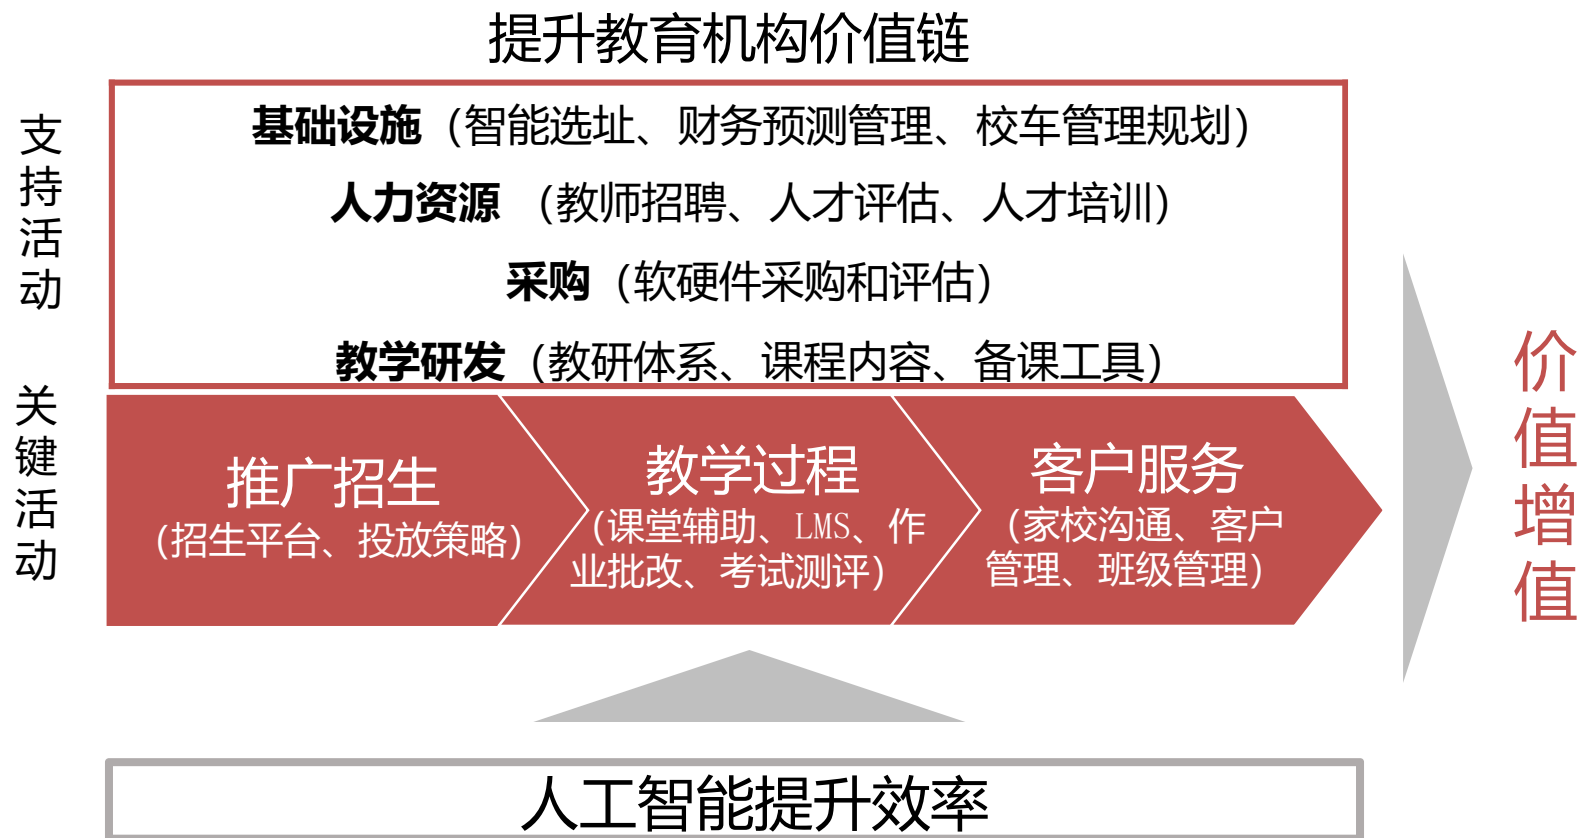 提升教育机构价值链
支持活动
基础设施（智能选址、财务预测管理、校车管理规划）
人力资源 （教师招聘、人才评估、人才培训）
采购（软硬件采购和评估）
教学研发（教研体系、课程内容、备课工具）
关键活动
推广招生
（招生平台、投放策略）
教学过程
（课堂辅助、LMS、作
业批改、考试测评）
客户服务
（家校沟通、客户
管理、班级管理）
价值增值
人工智能提升效率